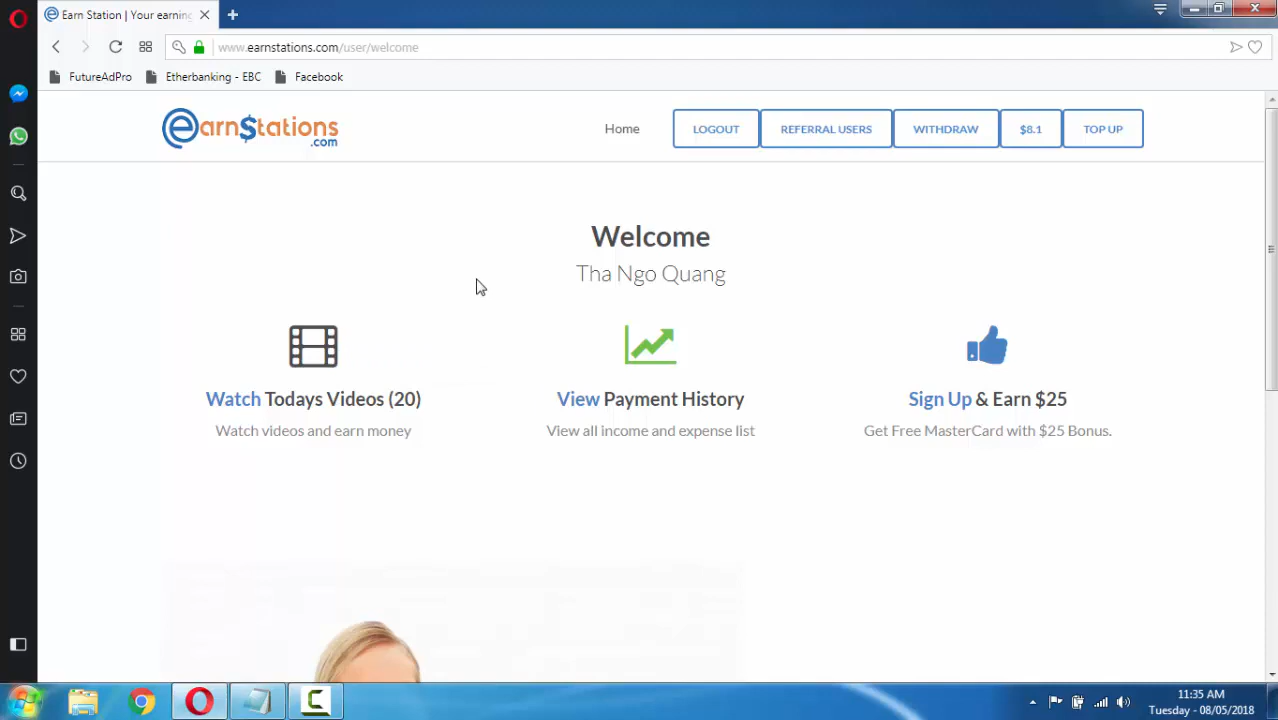 Earn Station | Your earning
www.earnstations.com/user/welcome
FutureAdPro Etherbanking - EBC Facebook
earn$tations
.com
Home LOGOUT REFERRAL USERS WITHDRAW $8.1 TOP UP
Welcome
Tha Ngo Quang
Watch Todays Videos (20)
Watch videos and earn money
View Payment History
View all income and expense list
Sign Up & Earn $25
Get Free MasterCard with $25 Bonus.
11:35 AM
Tuesday - 08/05/2018